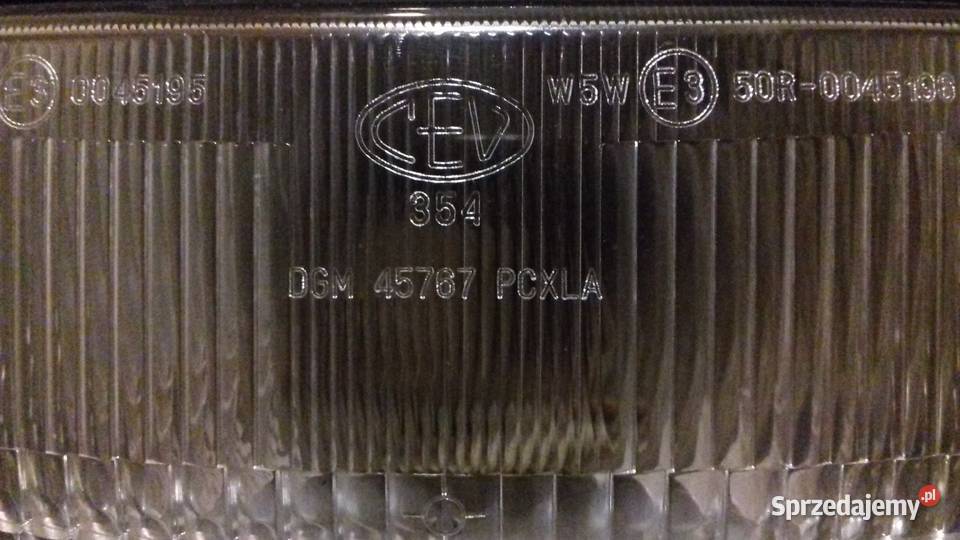 E3 0045195
CEV
W5W E3 50R-0045196
354
DGM 45767 PCXLA
Sprzedajemy.pl